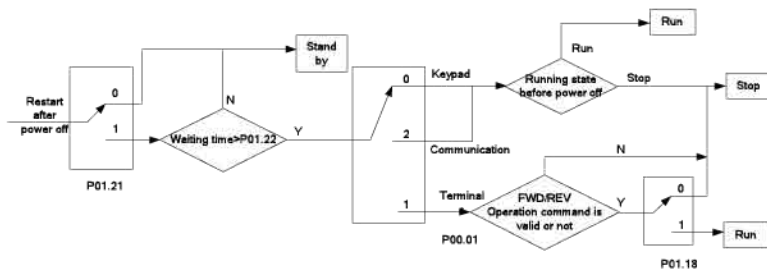 Run
Run
Stand
by
0
Keypad
Running state
before power off
Stop
Stop
0
Restart
after
power off
N
1
Waiting time>P01.22
Y
2
Communication
N
P01.21
Terminal
FWD/REV
Operation command is
valid or not
Y
0
1
1
Run
P00.01
P01.18